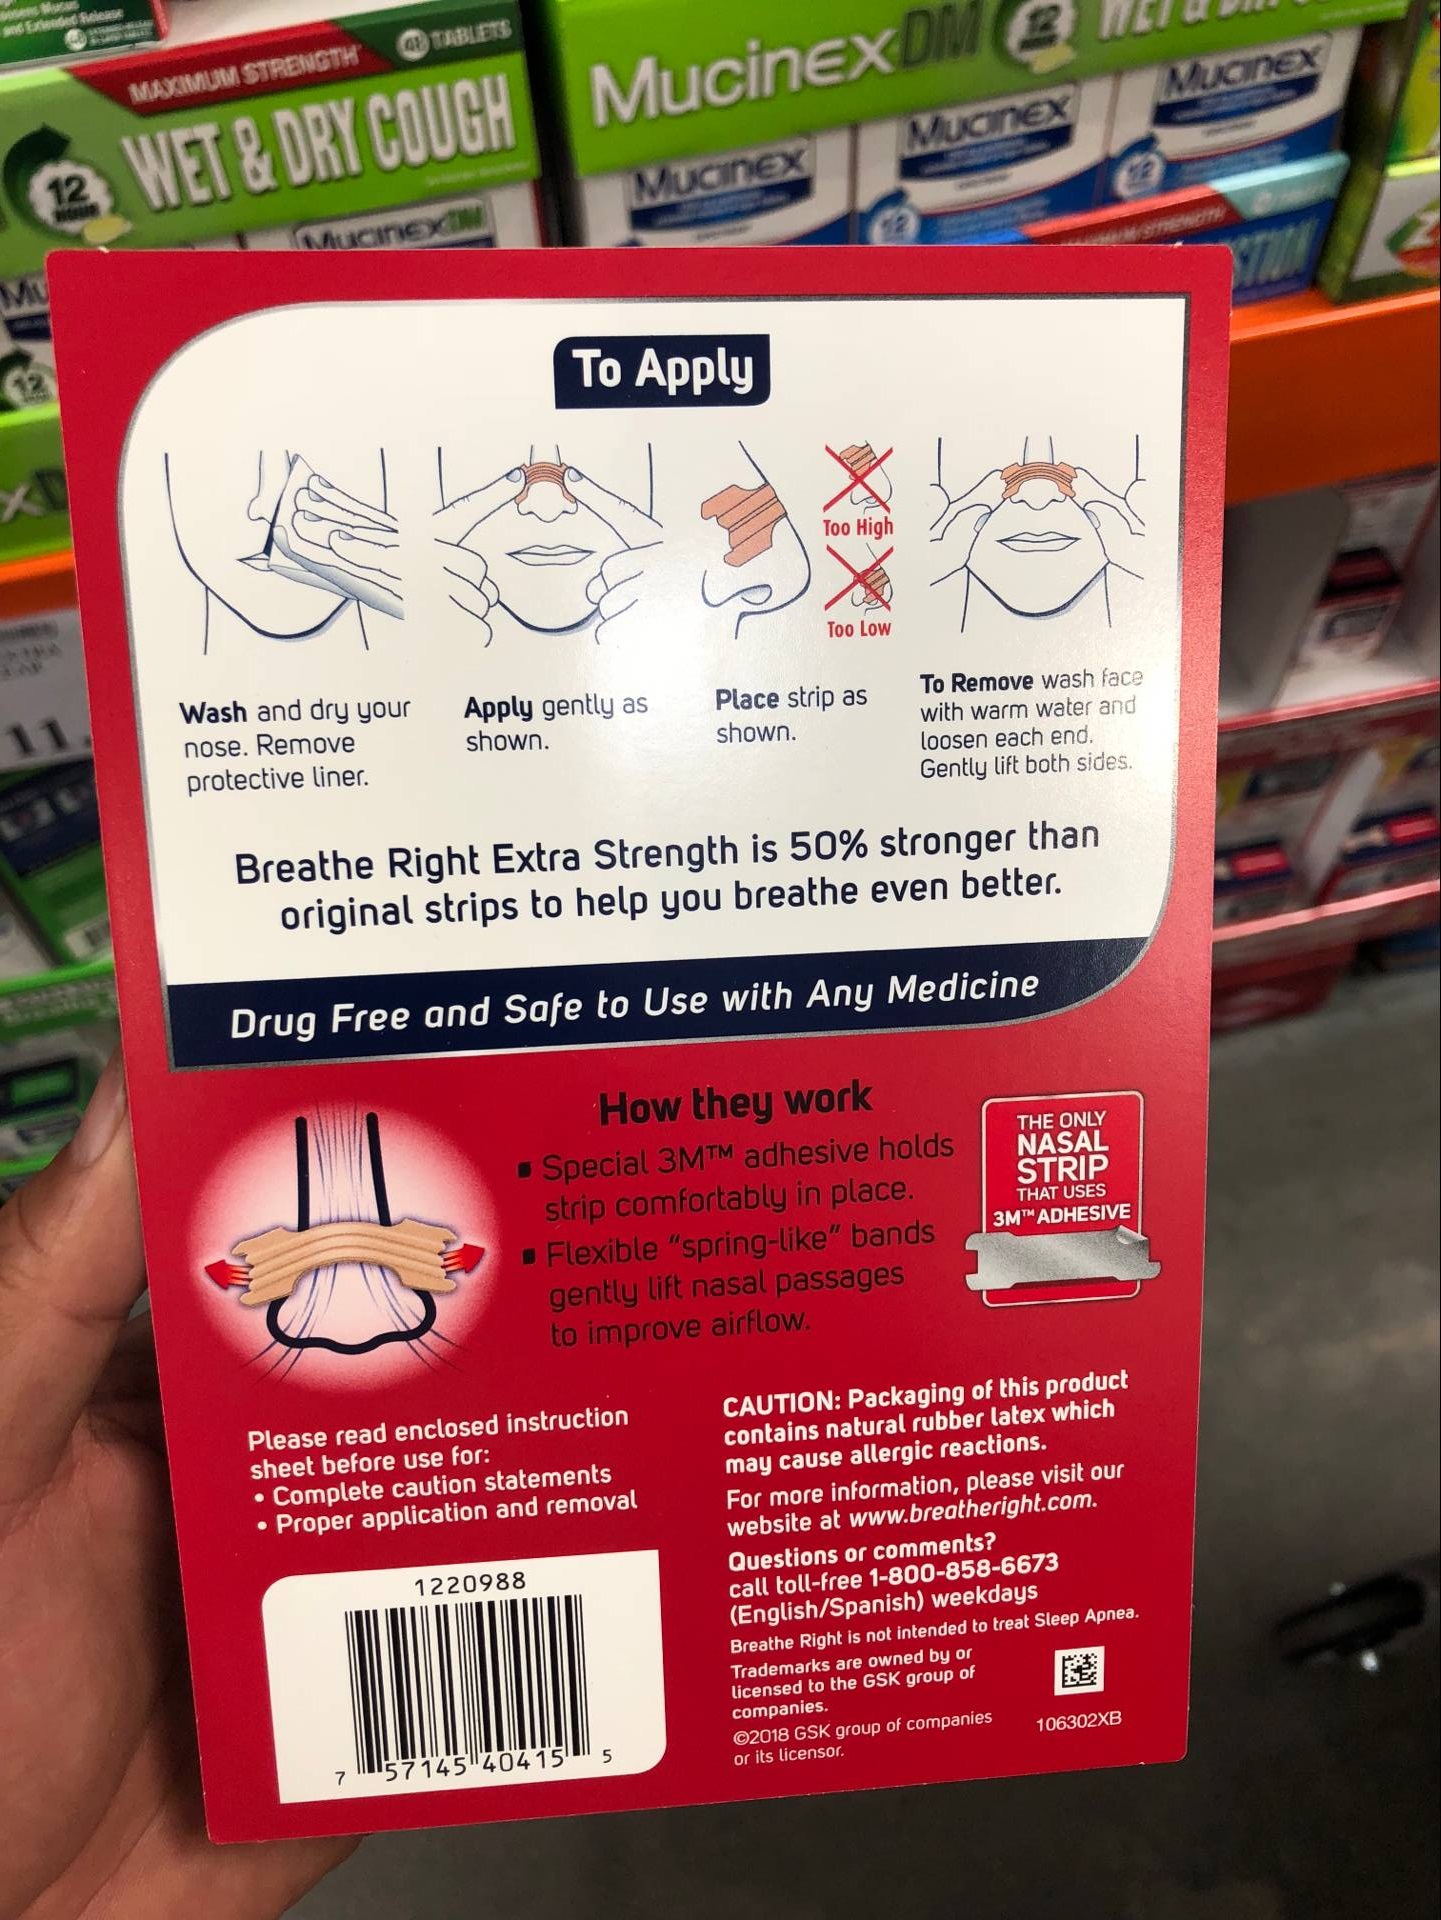 MAXIMUM STRENGTH
48 TABLETS
WET & DRY COUGH
12
HOUR
MucinexDM
12
Mucinex
Mucinex
Mucinex
MucinexDM
12
To Apply
Too High
Too Low
Wash and dry your
nose. Remove
protective liner.
Apply gently as
shown.
Place strip as
shown.
To Remove wash face
with warm water and
loosen each end.
Gently lift both sides.
Breathe Right Extra Strength is 50% stronger than
original strips to help you breathe even better.
Drug Free and Safe to Use with Any Medicine
How they work
▪ Special 3M™ adhesive holds
strip comfortably in place.
▪ Flexible “spring-like” bands
gently lift nasal passages
to improve airflow.
THE ONLY
NASAL
STRIP
THAT USES
3M™ ADHESIVE
Please read enclosed instruction
sheet before use for:
• Complete caution statements
• Proper application and removal
1220988
7 57145 40415 5
CAUTION: Packaging of this product
contains natural rubber latex which
may cause allergic reactions.
For more information, please visit our
website at www.breatheright.com.
Questions or comments?
call toll-free 1-800-858-6673
(English/Spanish) weekdays
Breathe Right is not intended to treat Sleep Apnea.
Trademarks are owned by or
licensed to the GSK group of
companies.
©2018 GSK group of companies
or its licensor.
106302XB